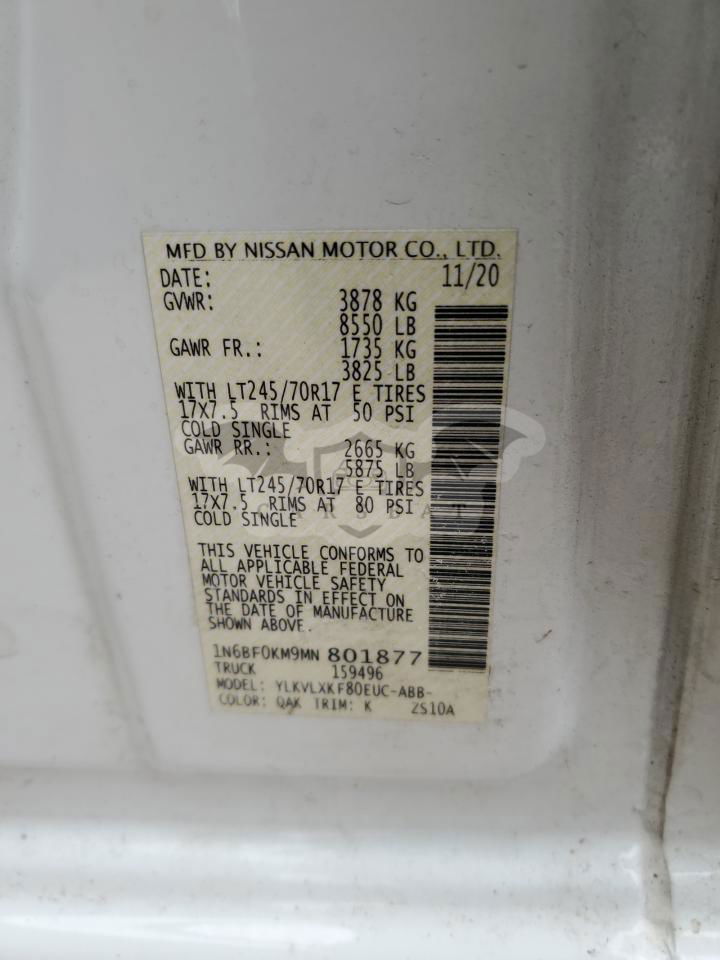 MFD BY NISSAN MOTOR CO., LTD.
DATE: 11/20
GVWR: 3878 KG
8550 LB
GAWR FR.: 1735 KG
3825 LB
WITH LT245/70R17 E TIRES
17X7.5 RIMS AT 50 PSI
COLD SINGLE
GAWR RR.: 2665 KG
5875 LB
WITH LT245/70R17 E TIRES
17X7.5 RIMS AT 80 PSI
COLD SINGLE
CARSBAT
THIS VEHICLE CONFORMS TO
ALL APPLICABLE FEDERAL
MOTOR VEHICLE SAFETY
STANDARDS IN EFFECT ON
THE DATE OF MANUFACTURE
SHOWN ABOVE.
1N6BF0KM9MN 801877
TRUCK 159496
MODEL: YLKVLXKF80EUC-ABB-
COLOR: QAK TRIM: K ZS10A